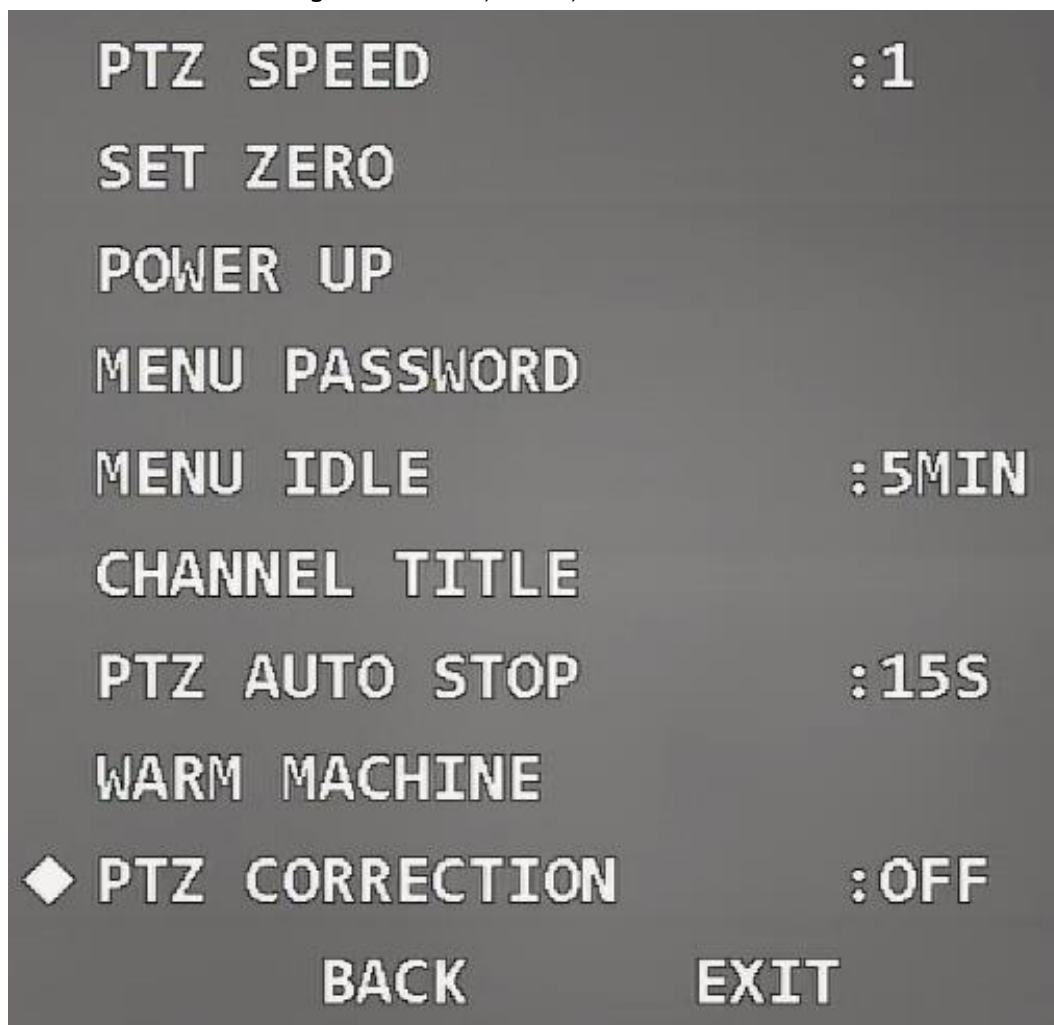 PTZ SPEED :1
SET ZERO
POWER UP
MENU PASSWORD
MENU IDLE :5MIN
CHANNEL TITLE
PTZ AUTO STOP :15S
WARM MACHINE
PTZ CORRECTION :OFF
BACK EXIT